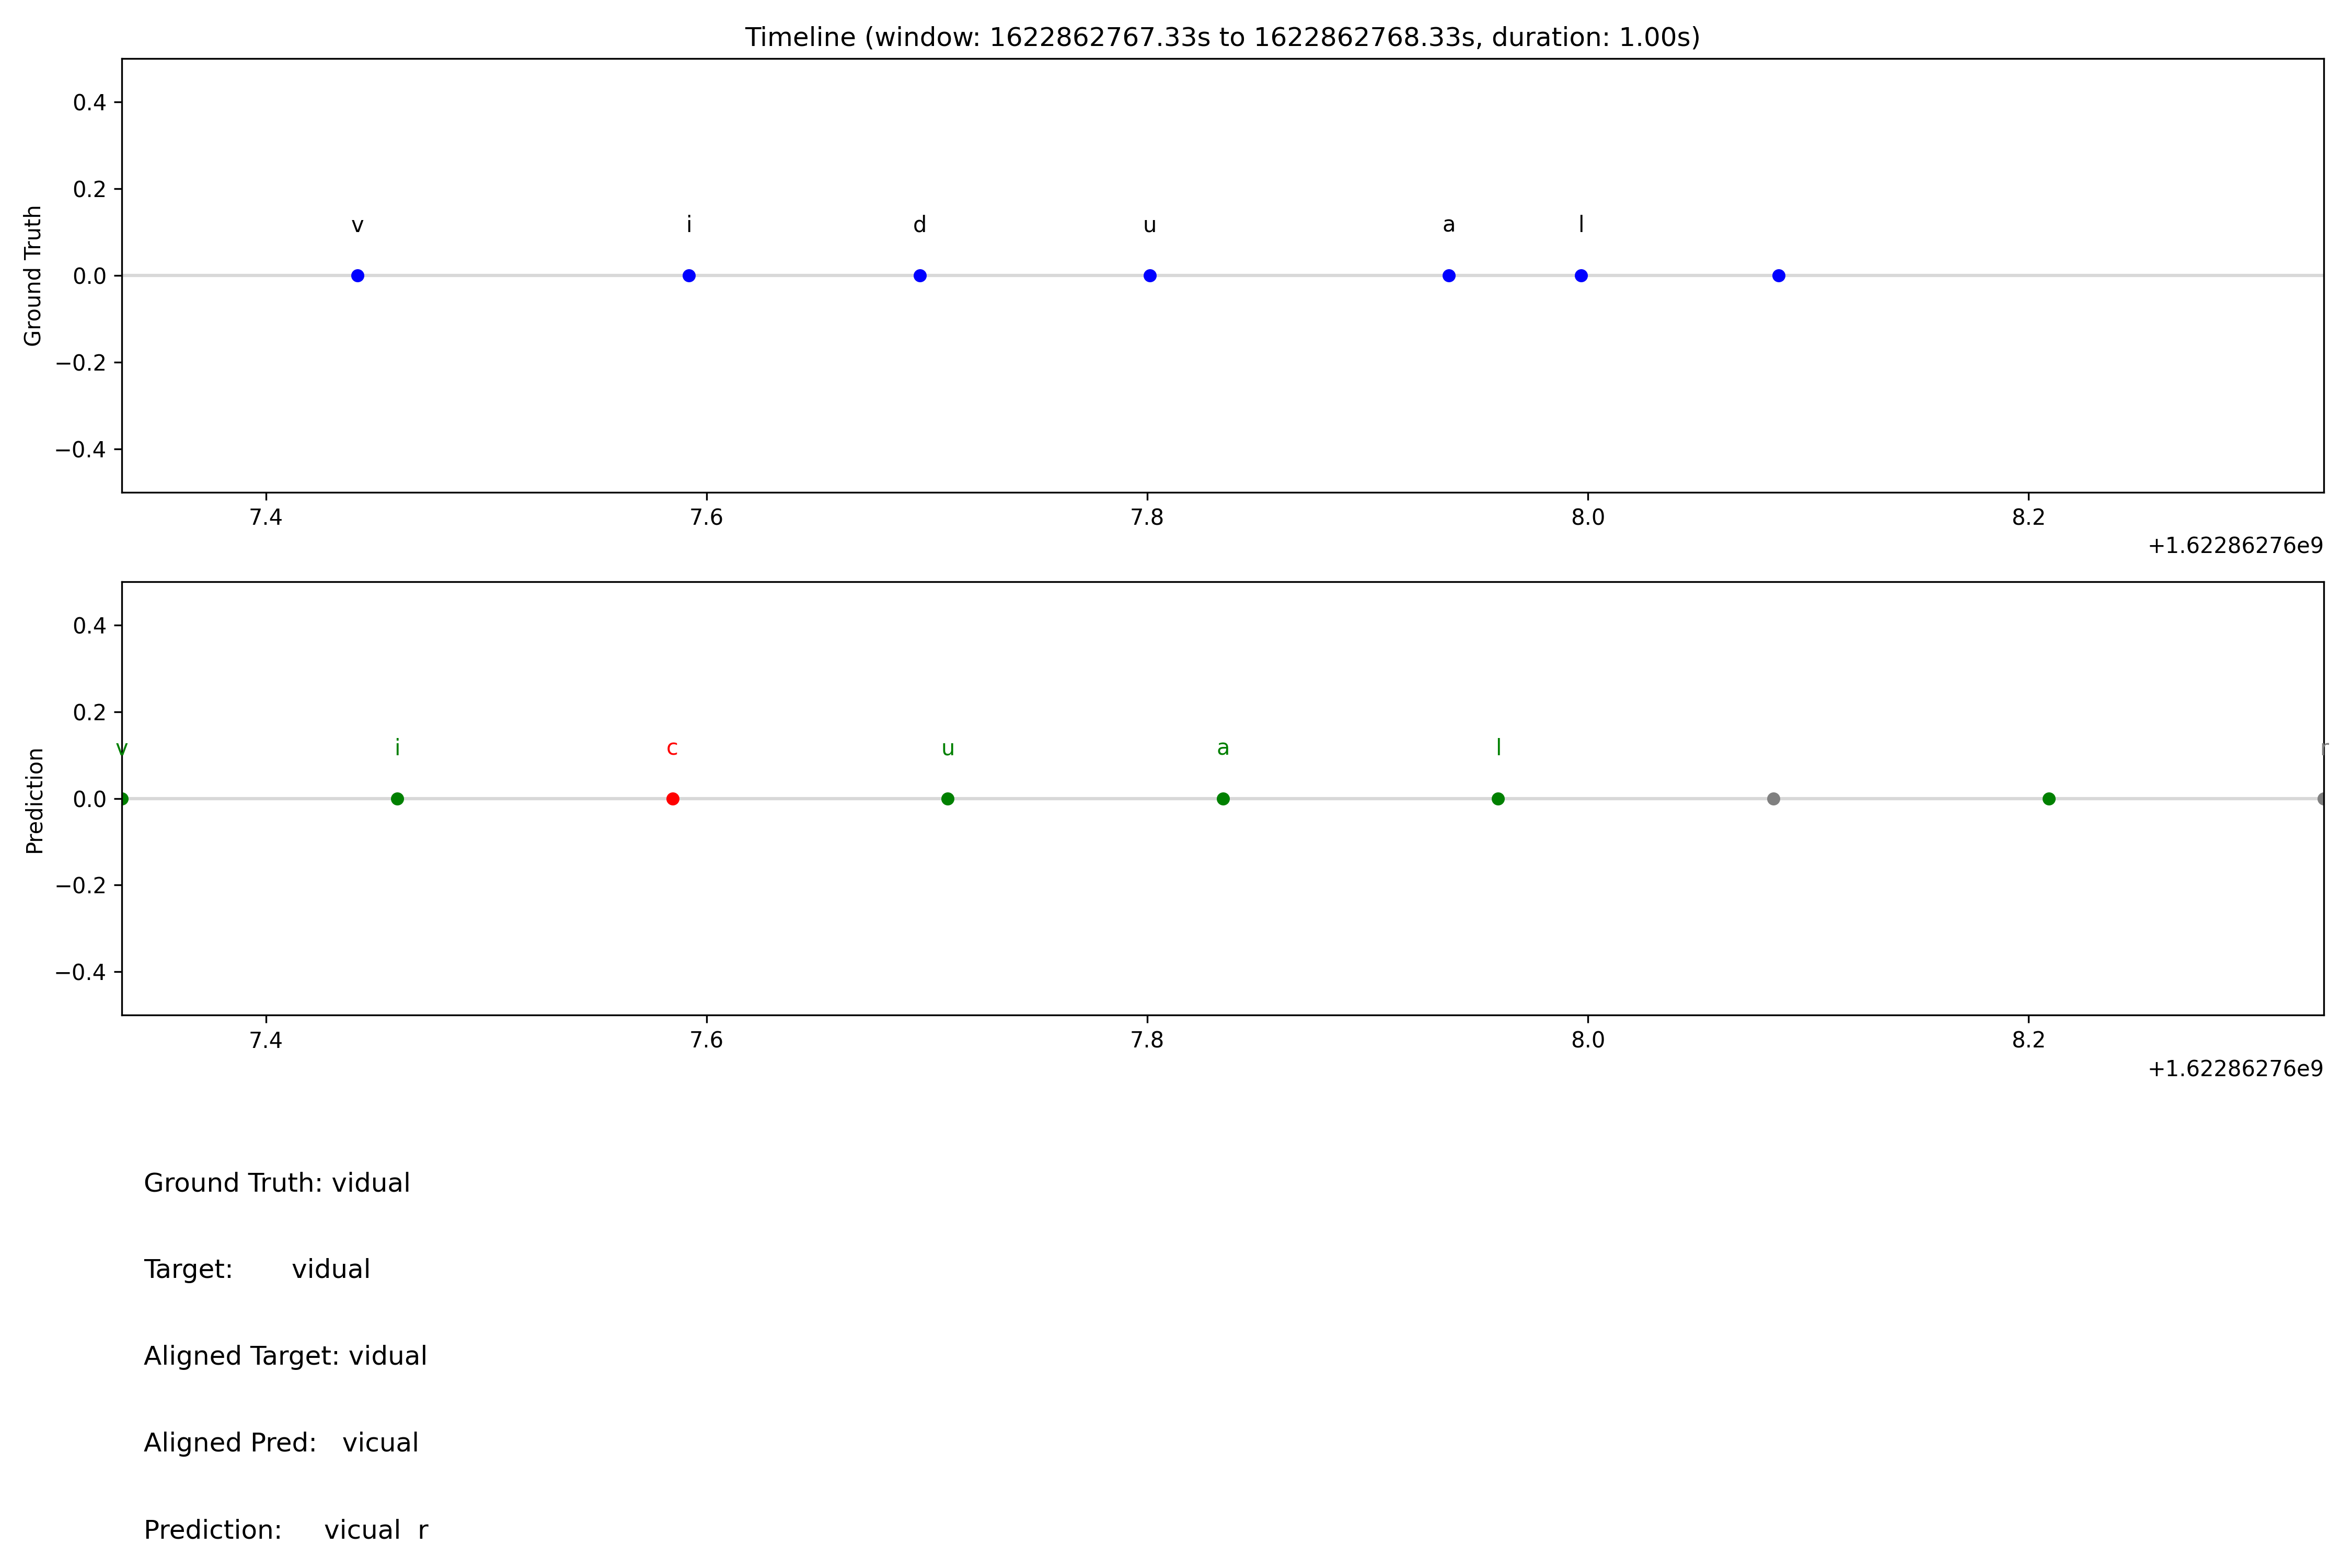 Timeline (window: 1622862767.33s to 1622862768.33s, duration: 1.00s)
Ground Truth
0.4
0.2
0.0
−0.2
−0.4
v i d u a l
7.4 7.6 7.8 8.0 8.2
+1.62286276e9
Prediction
0.4
0.2
0.0
−0.2
−0.4
v i c u a l r
7.4 7.6 7.8 8.0 8.2
+1.62286276e9
Ground Truth: vidual
Target: vidual
Aligned Target: vidual
Aligned Pred: vicual
Prediction: vicual  r